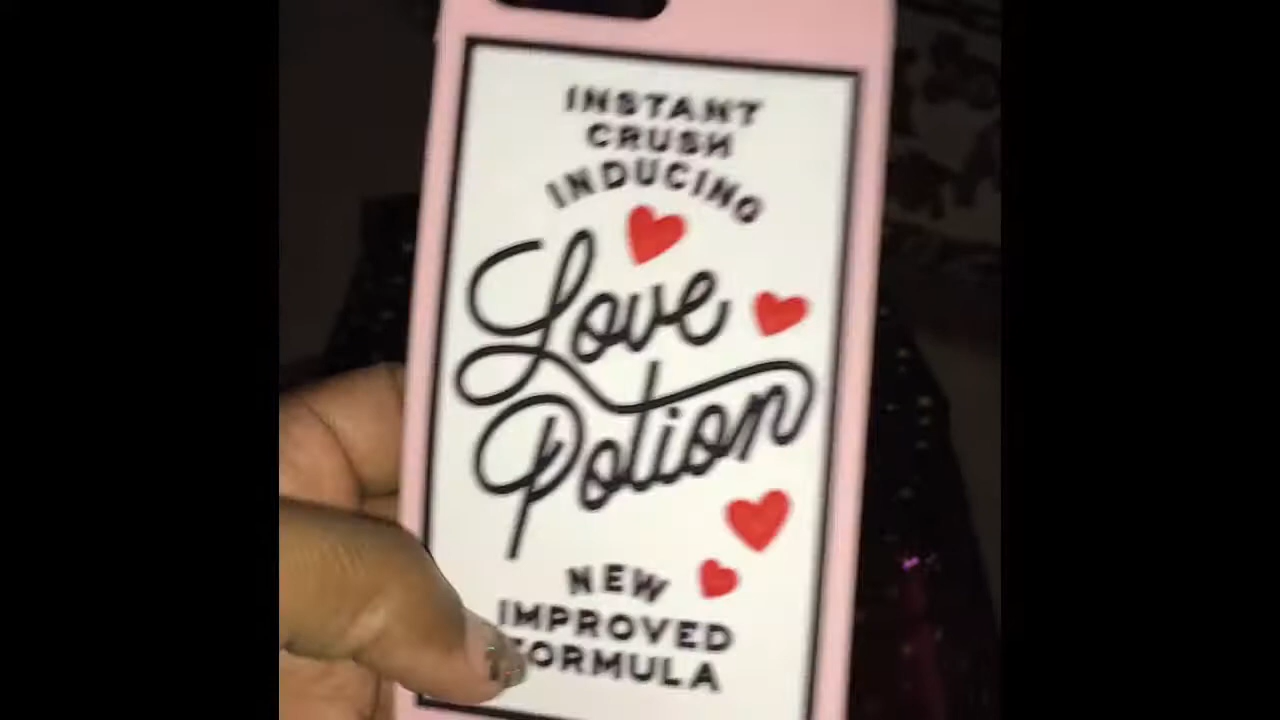 INSTANT
CRUSH
INDUCING
Love
Potion
NEW
IMPROVED
FORMULA